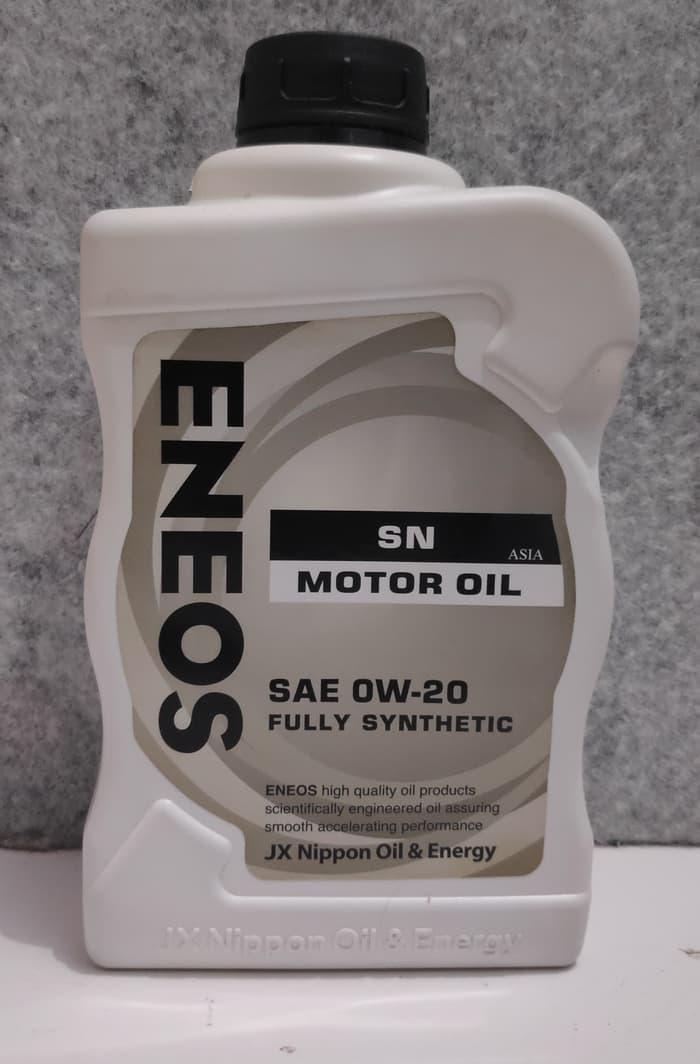 ENEOS
SN
ASIA
MOTOR OIL
SAE 0W-20
FULLY SYNTHETIC
ENEOS high quality oil products
scientifically engineered oil assuring
smooth accelerating performance
JX Nippon Oil & Energy
JX Nippon Oil & Energy